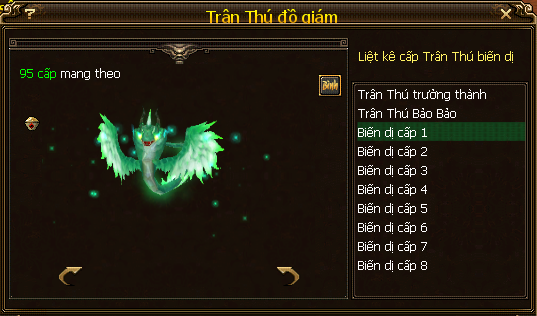 ?
Trân Thú đồ giám
95 cấp mang theo
Bình
Liệt kê cấp Trân Thú biến dị
Trân Thú trưởng thành
Trân Thú Bảo Bảo
Biến dị cấp 1
Biến dị cấp 2
Biến dị cấp 3
Biến dị cấp 4
Biến dị cấp 5
Biến dị cấp 6
Biến dị cấp 7
Biến dị cấp 8